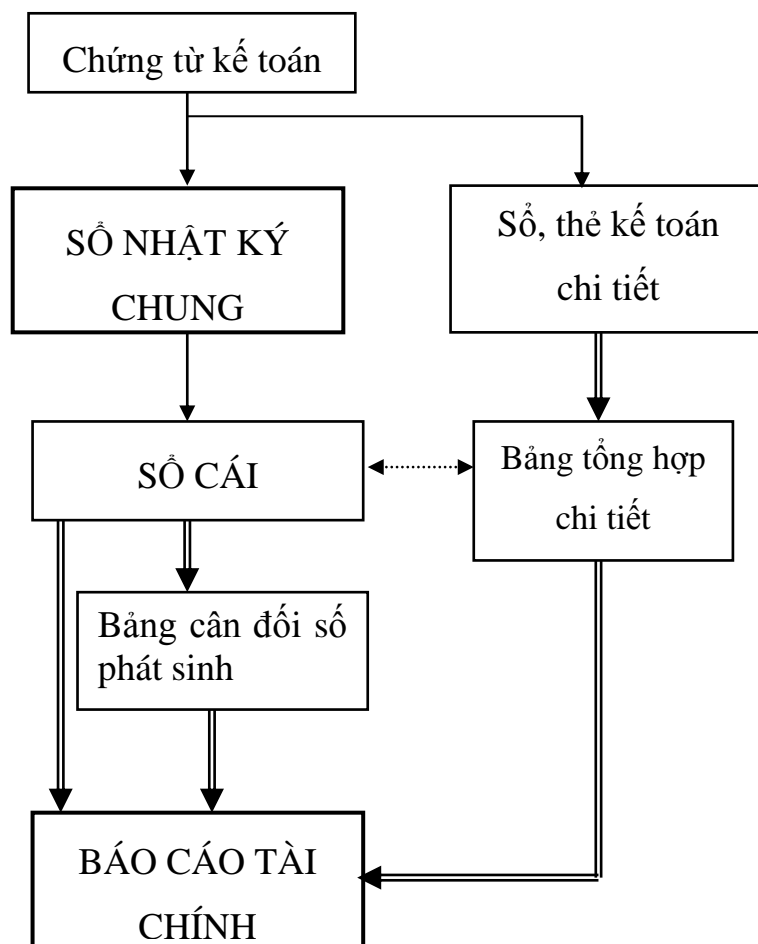 Chứng từ kế toán
SỔ NHẬT KÝ
CHUNG
Sổ, thẻ kế toán
chi tiết
SỔ CÁI
Bảng tổng hợp
chi tiết
Bảng cân đối số
phát sinh
BÁO CÁO TÀI
CHÍNH